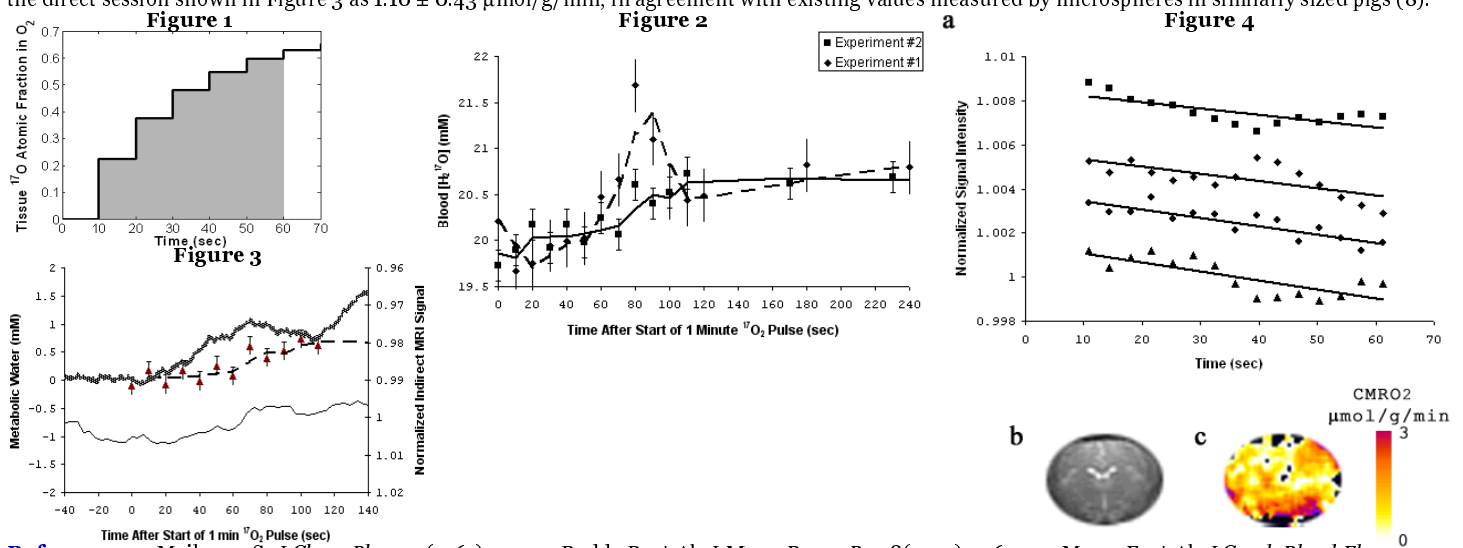 the direct session shown in Figure 3 as 1.10 ± 0.43 μmol/g/min, in agreement with existing values measured by microspheres in similarly sized pigs (8).
Figure 1
Tissue 17O Atomic Fraction in O2
0.7
0.6
0.5
0.4
0.3
0.2
0.1
0
0 10 20 30 40 50 60 70
Time (sec)
Figure 2
Experiment #2
Experiment #1
Blood [H2 17O] (mM)
22
21.5
21
20.5
20
19.5
0 20 40 60 80 100 120 140 160 180 200 220 240
Time After Start of 1 Minute 17O2 Pulse (sec)
Figure 3
Metabolic Water (mM)
2
1.5
1
0.5
0
-0.5
-1
-1.5
-2
0.96
0.97
0.98
0.99
1
1.01
1.02
Normalized Indirect MRI Signal
-40 -20 0 20 40 60 80 100 120 140
Time After Start of 1 min 17O2 Pulse (sec)
a
Figure 4
Normalized Signal Intensity
1.01
1.008
1.006
1.004
1.002
1
0.998
0 10 20 30 40 50 60 70
Time (sec)
b
c
CMRO2
μmol/g/min
3
0